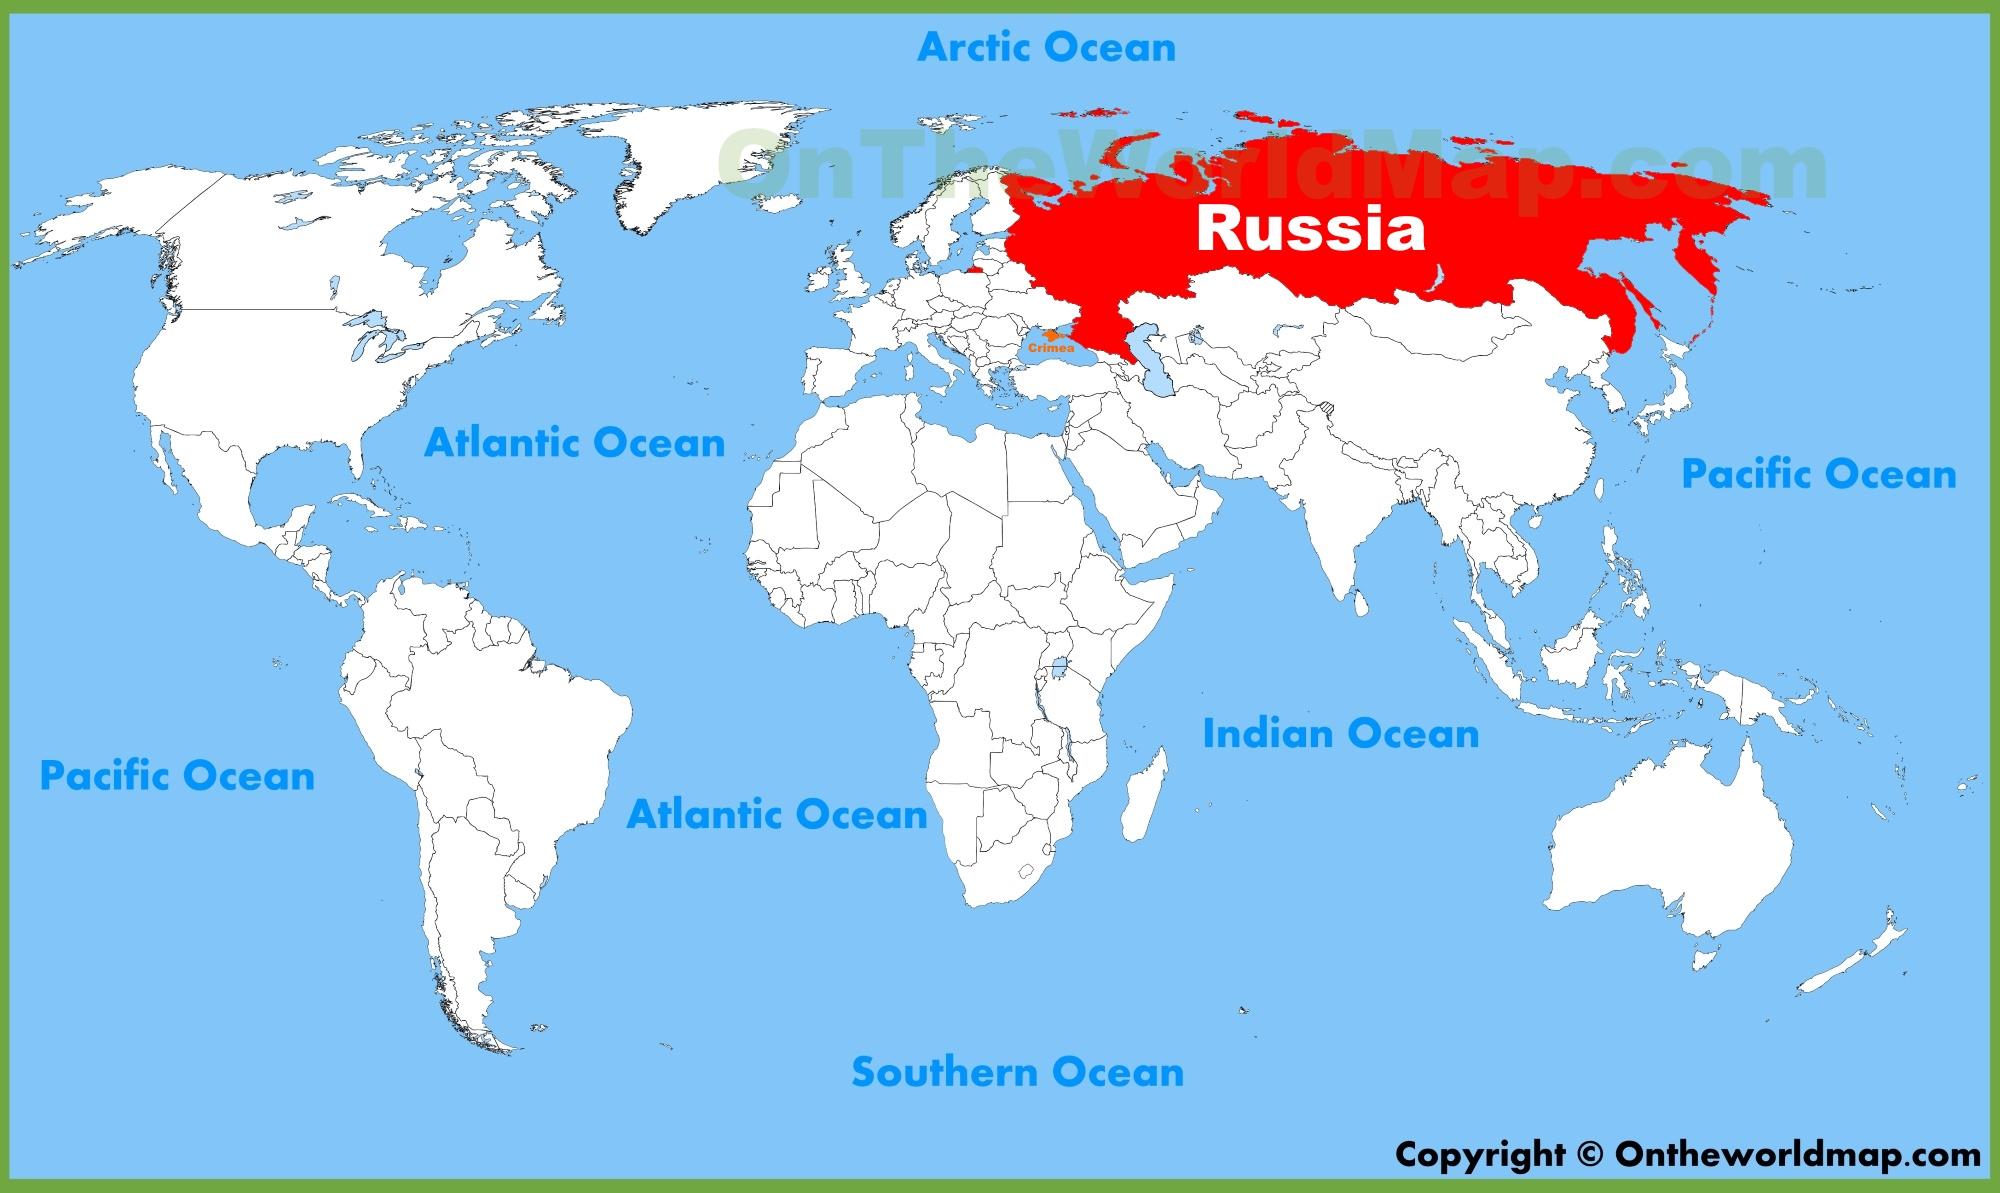 Arctic Ocean
OnTheWorldMap.com
Russia
Crimea
Atlantic Ocean
Pacific Ocean
Indian Ocean
Pacific Ocean
Atlantic Ocean
Southern Ocean
Copyright © Ontheworldmap.com